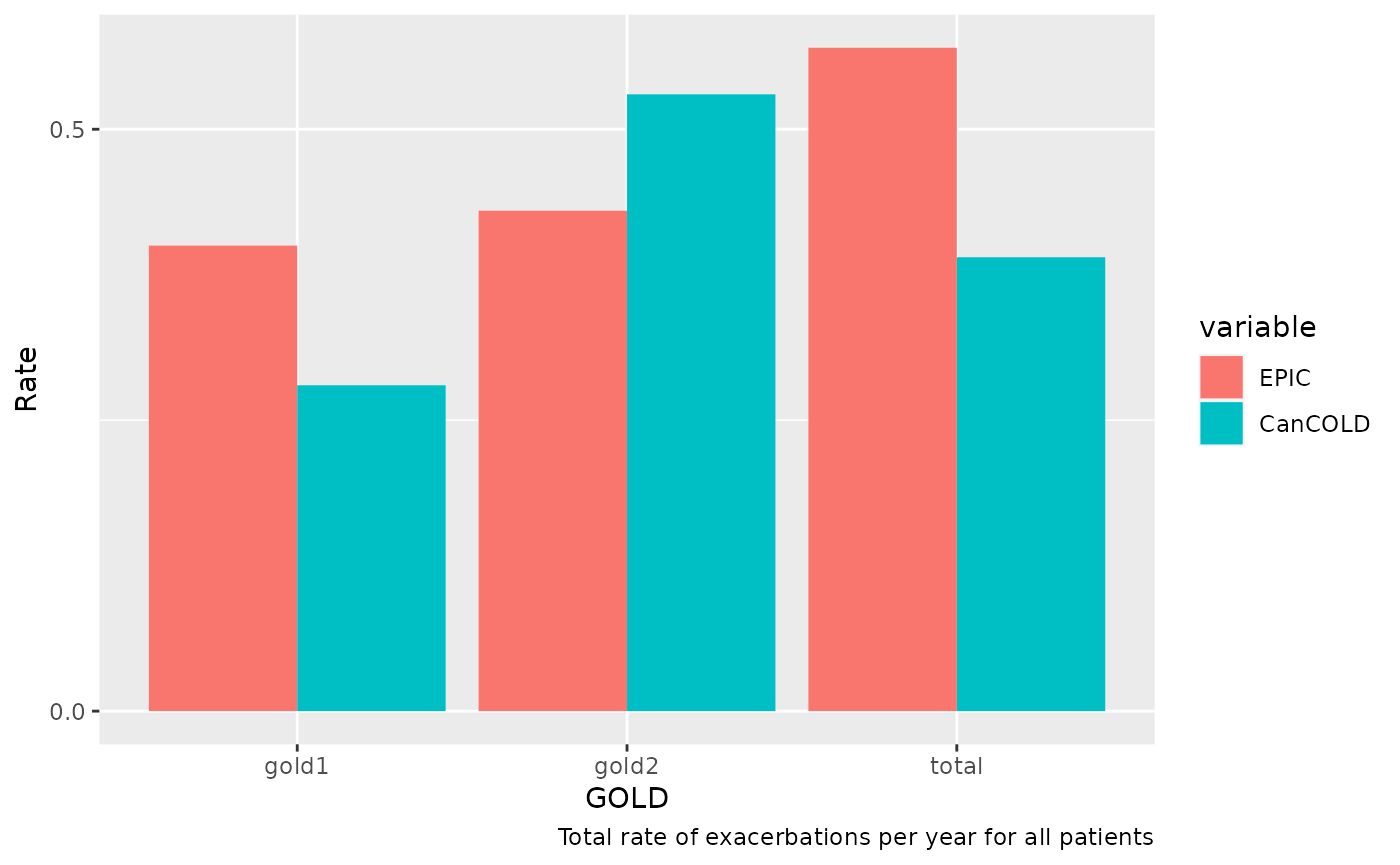 0.5
0.0
Rate
gold1
gold2
total
GOLD
Total rate of exacerbations per year for all patients
variable
EPIC
CanCOLD